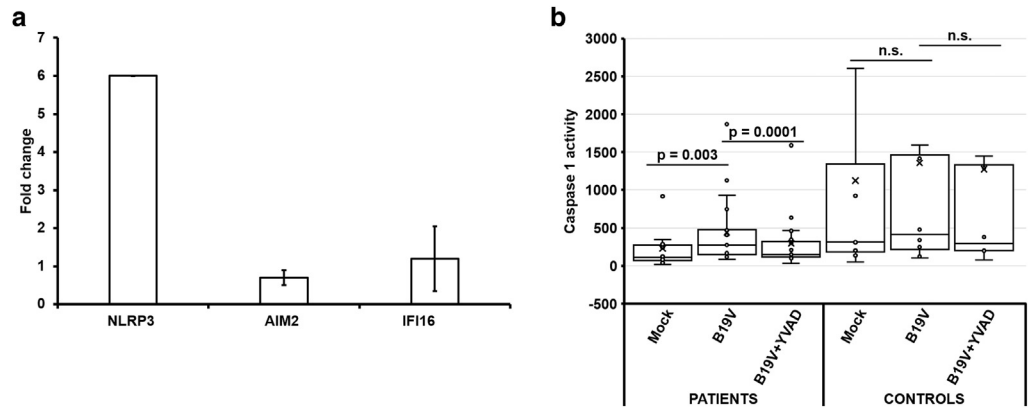 a
7
6
5
4
3
2
1
0
Fold change
NLRP3 AIM2 IFI16
b
3000
2500
2000
1500
1000
500
0
-500
Caspase 1 activity
p = 0.003
p = 0.0001
n.s.
n.s.
Mock B19V B19V+YVAD Mock B19V B19V+YVAD
PATIENTS CONTROLS